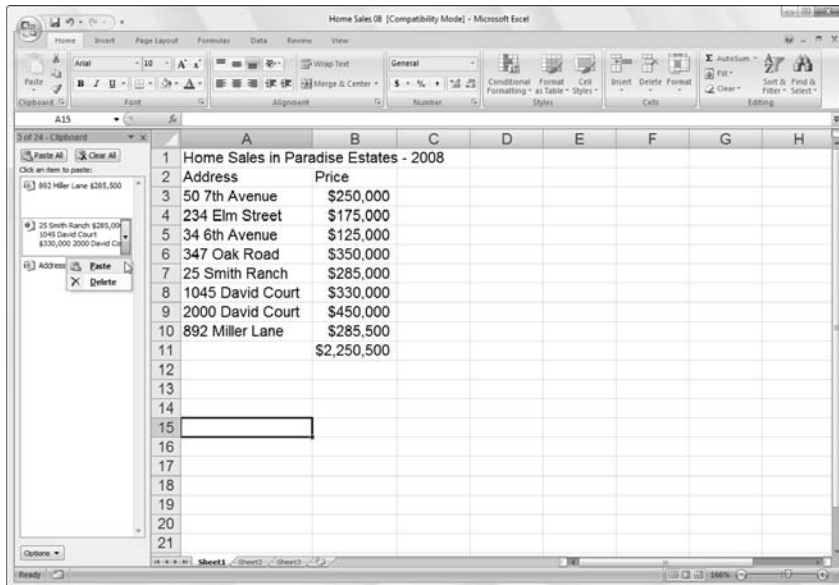 Home Sales 08 [Compatibility Mode] - Microsoft Excel
Home Insert Page Layout Formulas Data Review View
Paste
Clipboard
Arial 10
B I U
Font
Wrap Text
Merge & Center
Alignment
General
$ % ,
Number
Conditional Formatting Format as Table Cell Styles
Styles
Insert Delete Format
Cells
Σ AutoSum
Fill
Clear
Sort & Filter Find & Select
Editing
A15 fx
3 of 24 - Clipboard
Paste All Clear All
Click an item to paste:
892 Miller Lane $285,500
25 Smith Ranch $285,00
1045 David Court
$330,000 2000 David Co
Address
Paste
Delete
Options
A B C D E F G H
1 Home Sales in Paradise Estates - 2008
2 Address Price
3 50 7th Avenue $250,000
4 234 Elm Street $175,000
5 34 6th Avenue $125,000
6 347 Oak Road $350,000
7 25 Smith Ranch $285,000
8 1045 David Court $330,000
9 2000 David Court $450,000
10 892 Miller Lane $285,500
11 $2,250,500
12
13
14
15
16
17
18
19
20
21
Sheet1 Sheet2 Sheet3
Ready 166%